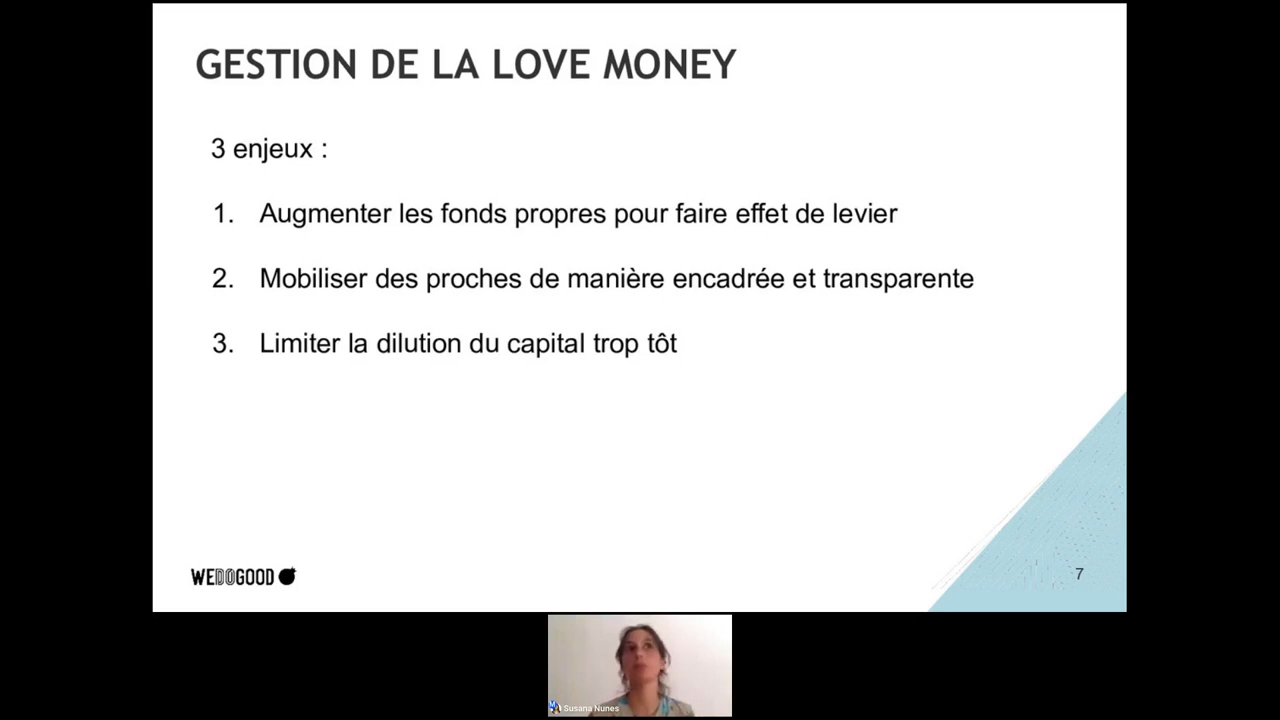 GESTION DE LA LOVE MONEY
3 enjeux :
1. Augmenter les fonds propres pour faire effet de levier
2. Mobiliser des proches de manière encadrée et transparente
3. Limiter la dilution du capital trop tôt
WEDOGOOD
7
Susana Nunes